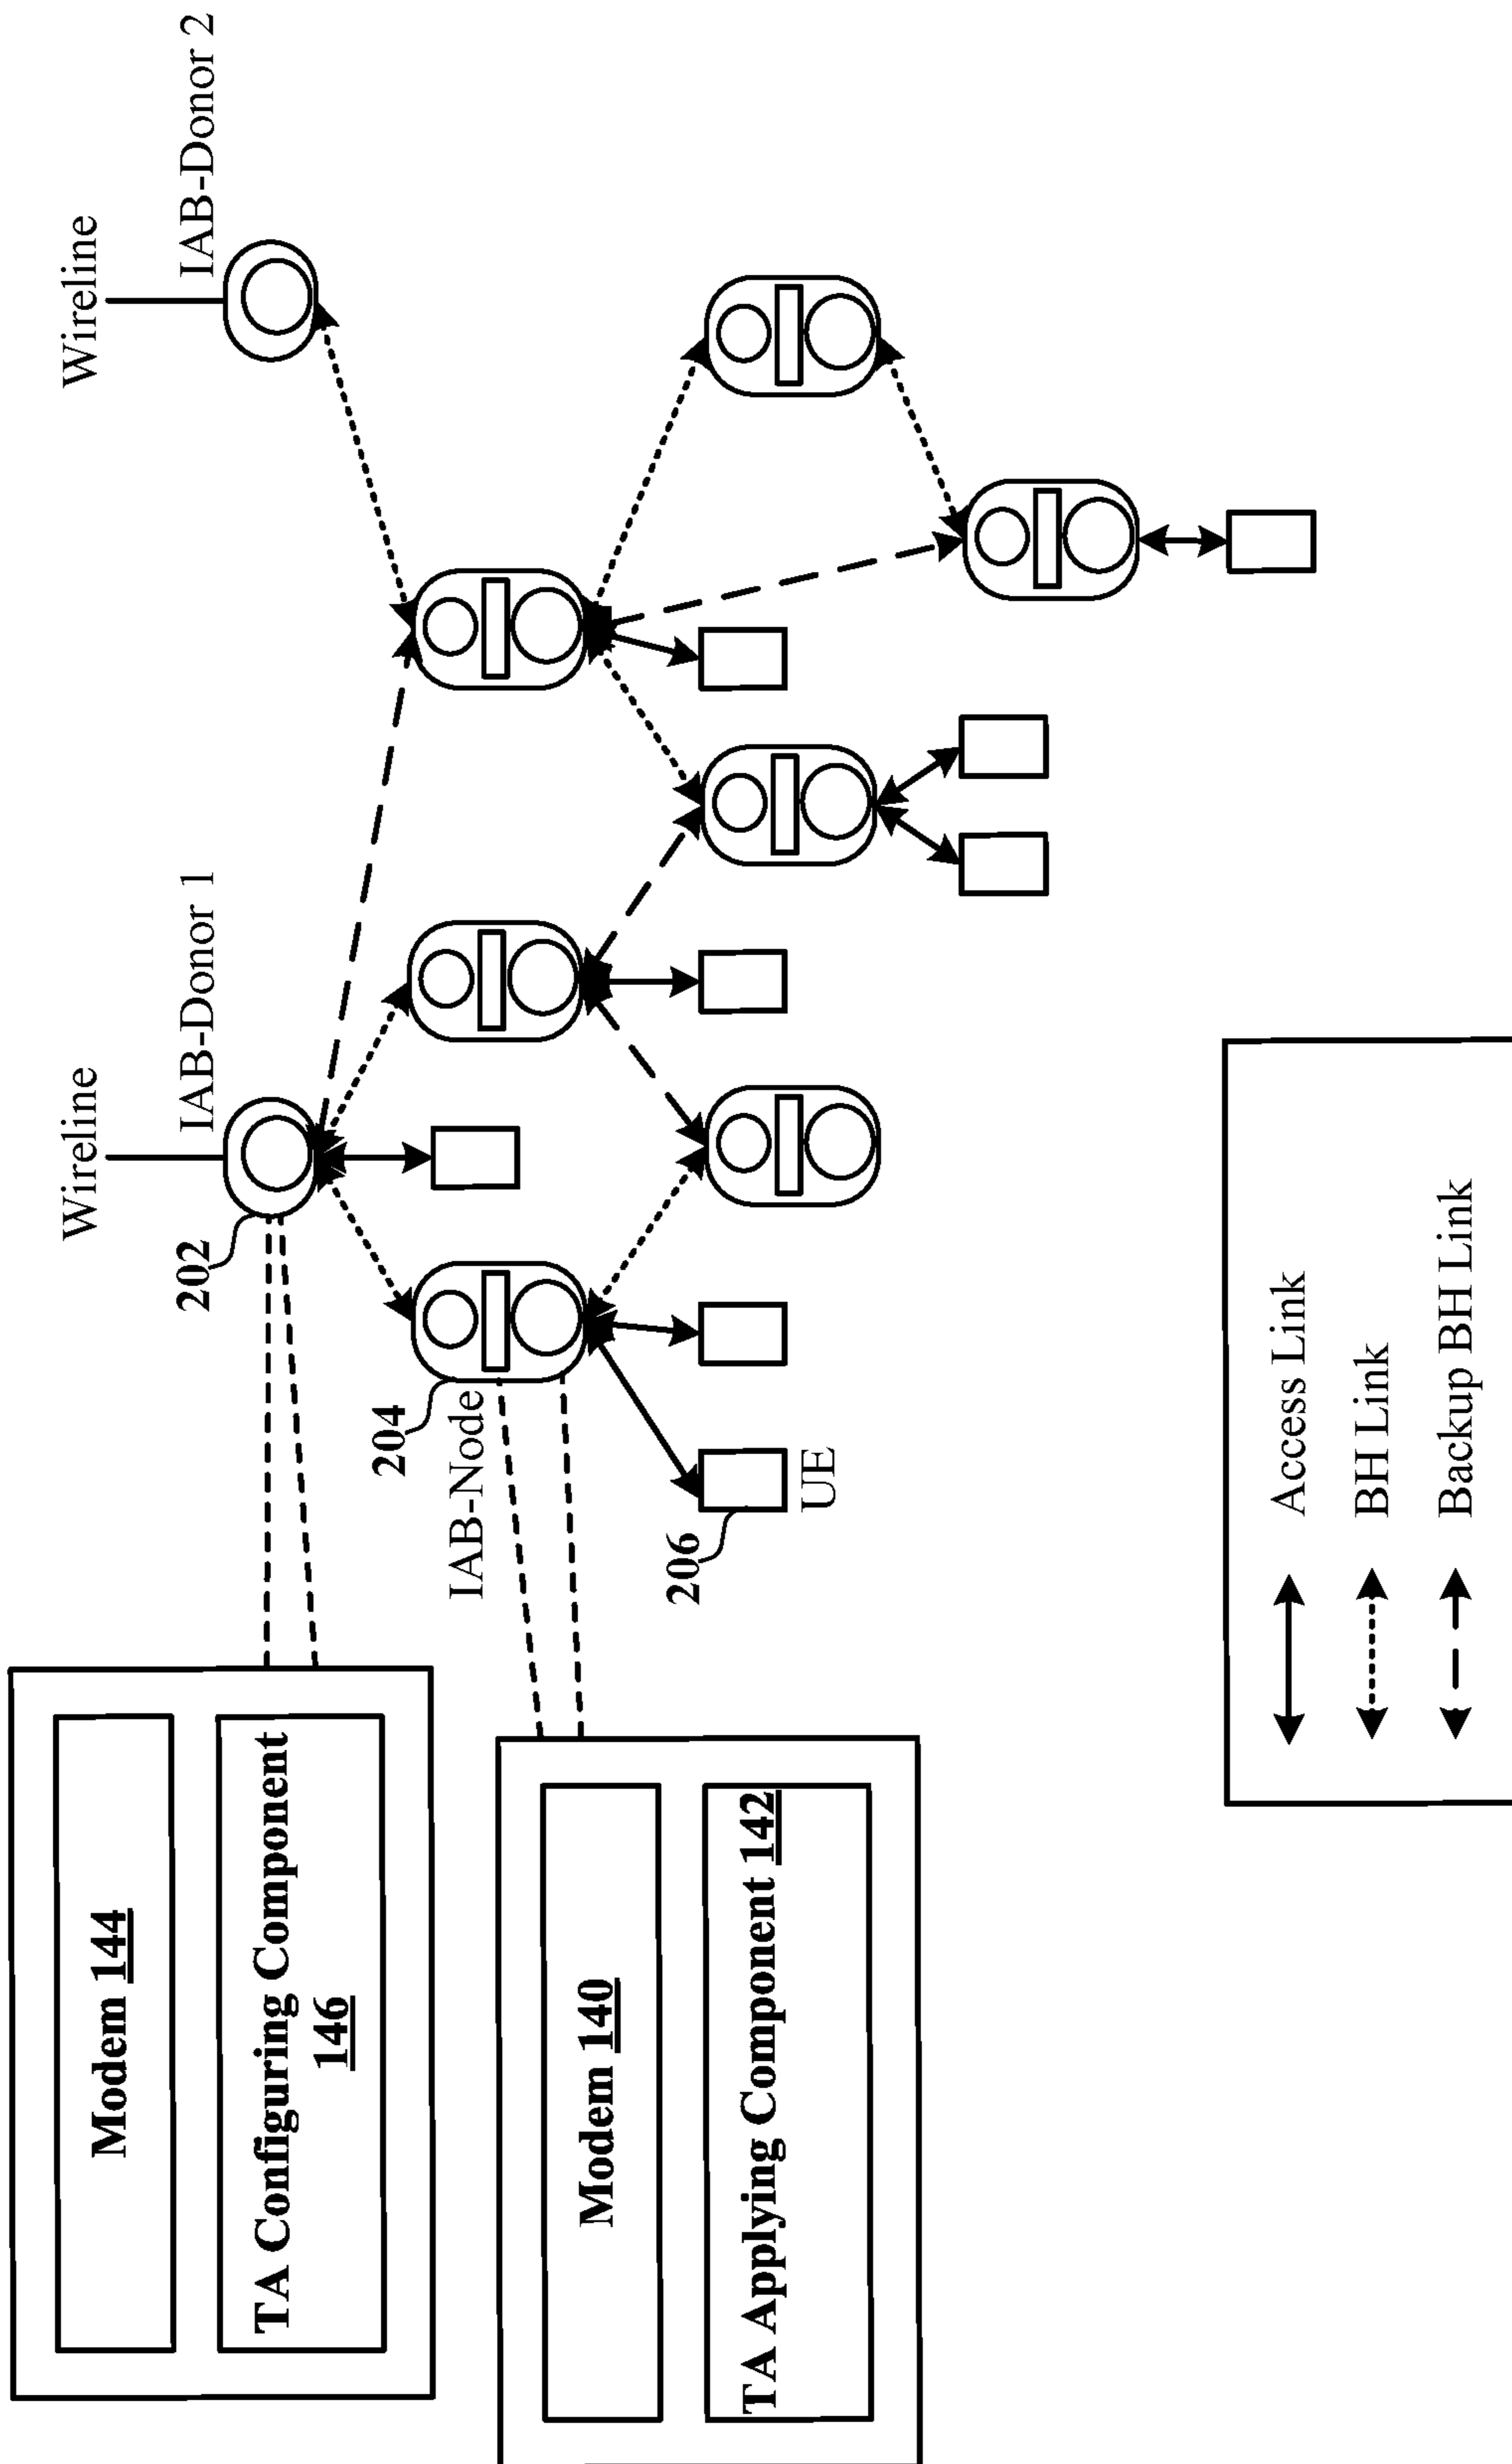 Wireline
Wireline
IAB-Donor 1
IAB-Donor 2
202
Modem 144
TA Configuring Component
146
204
IAB-Node
Modem 140
TA Applying Component 142
206
UE
Access Link
BH Link
Backup BH Link